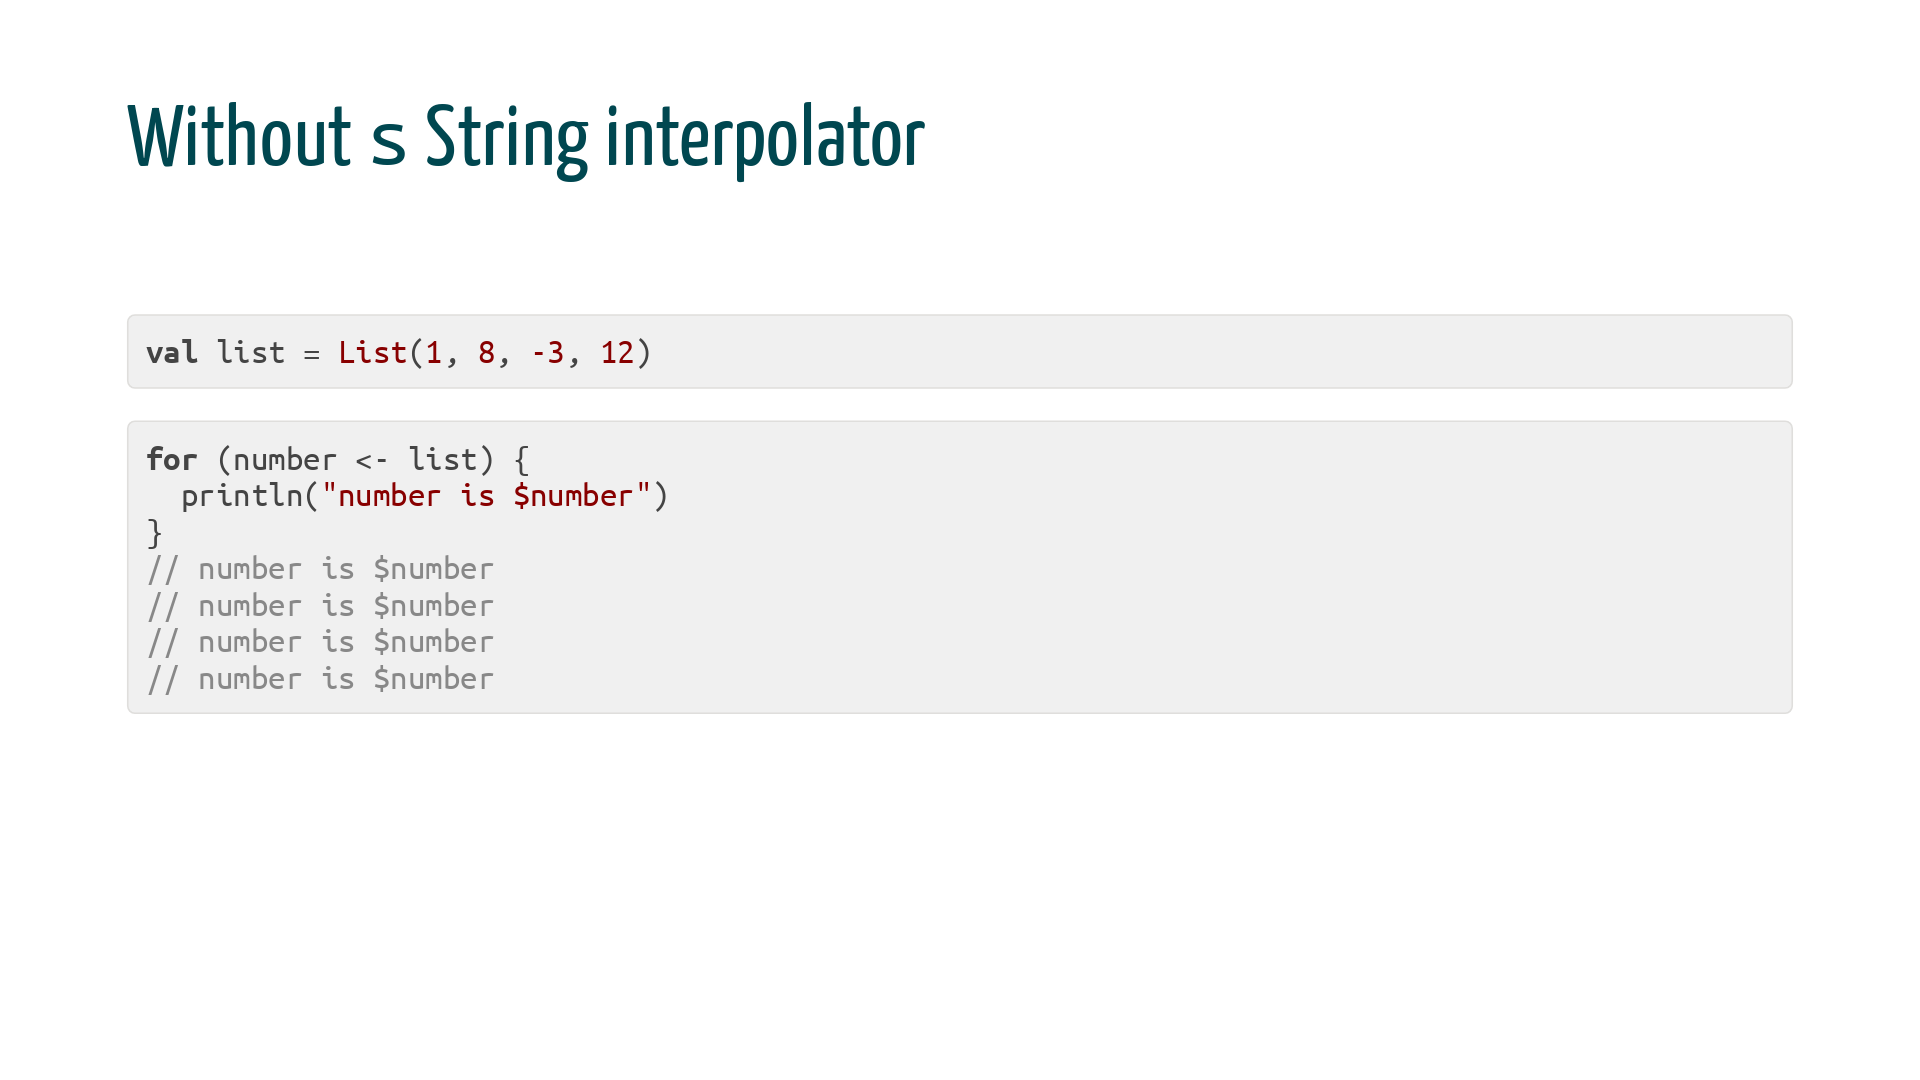 Without s String interpolator
val list = List(1, 8, -3, 12)
for (number <- list) {
  println("number is $number")
}
// number is $number
// number is $number
// number is $number
// number is $number